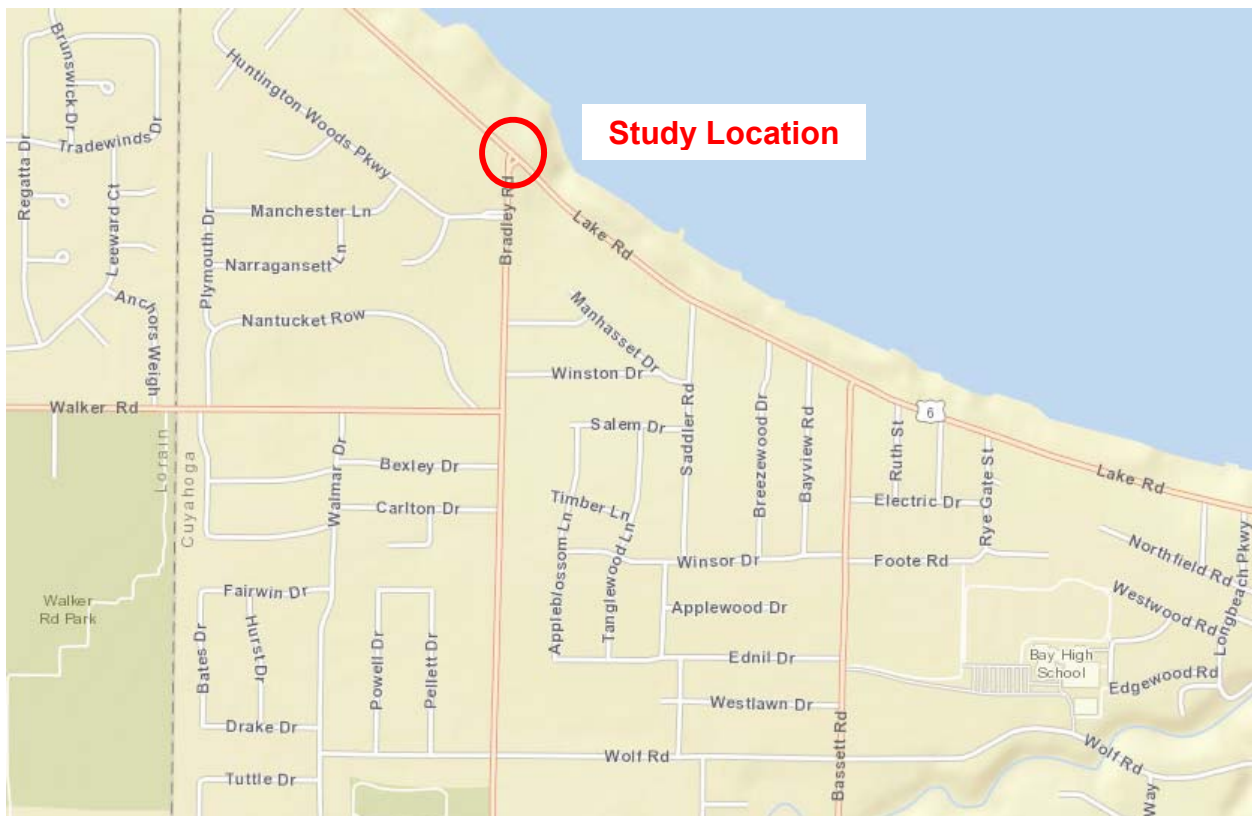 Study Location
Brunswick Dr
Tradewinds Dr
Regatta Dr
Leeward Ct
Anchors Weigh
Huntington Woods Pkwy
Plymouth Dr
Manchester Ln
Narragansett Ln
Nantucket Row
Bradley Rd
Lake Rd
Manhasset Dr
Winston Dr
Saddler Rd
Salem Dr
Breezewood Dr
Bayview Rd
Walker Rd
Lorain
Cuyahoga
Walmar Dr
Bexley Dr
Carlton Dr
Timber Ln
Appleblossom Ln
Tanglewood Ln
Winsor Dr
6
Ruth St
Electric Dr
Rye Gate St
Lake Rd
Foote Rd
Northfield Rd
Westwood Rd
Longbeach Pkwy
Edgewood Rd
Walker
Rd Park
Fairwin Dr
Bates Dr
Hurst Dr
Drake Dr
Powell Dr
Pellett Dr
Applewood Dr
Ednil Dr
Westlawn Dr
Bassett Rd
Bay High
School
Wolf Rd
Wolf Rd
Tuttle Dr
Way